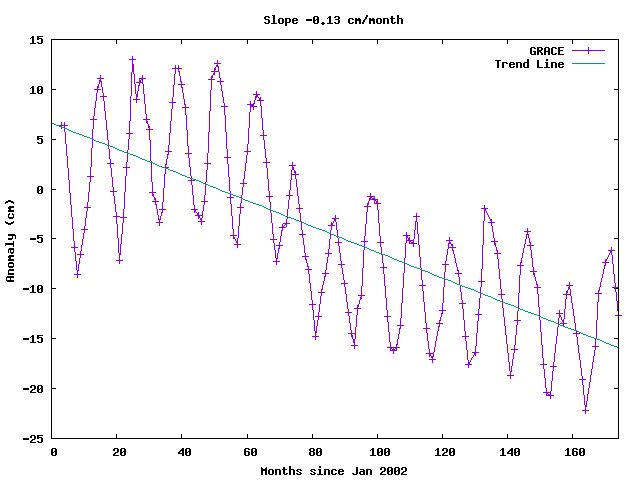 Slope -0.13 cm/month
15
GRACE
Trend Line
10
5
0
-5
-10
-15
-20
-25
Anomaly (cm)
0 20 40 60 80 100 120 140 160
Months since Jan 2002